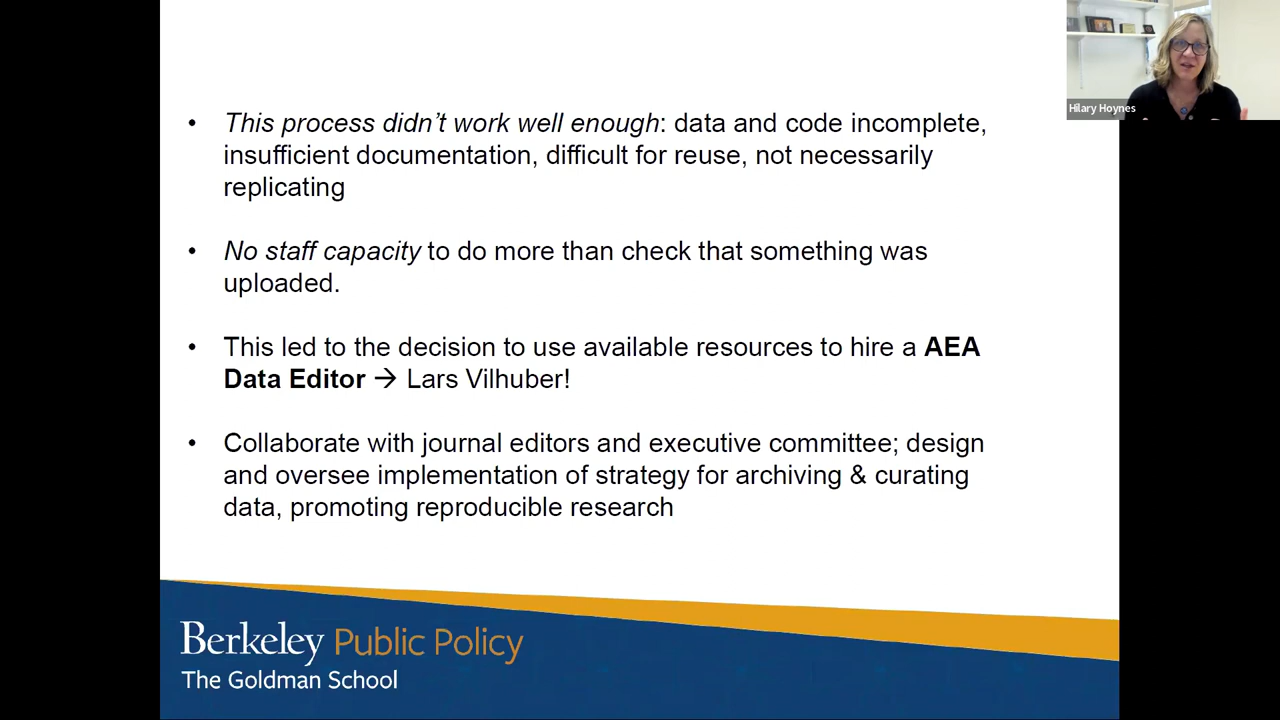 Hilary Hoynes
• This process didn’t work well enough: data and code incomplete,
insufficient documentation, difficult for reuse, not necessarily
replicating
• No staff capacity to do more than check that something was
uploaded.
• This led to the decision to use available resources to hire a AEA
Data Editor → Lars Vilhuber!
• Collaborate with journal editors and executive committee; design
and oversee implementation of strategy for archiving & curating
data, promoting reproducible research
Berkeley Public Policy
The Goldman School